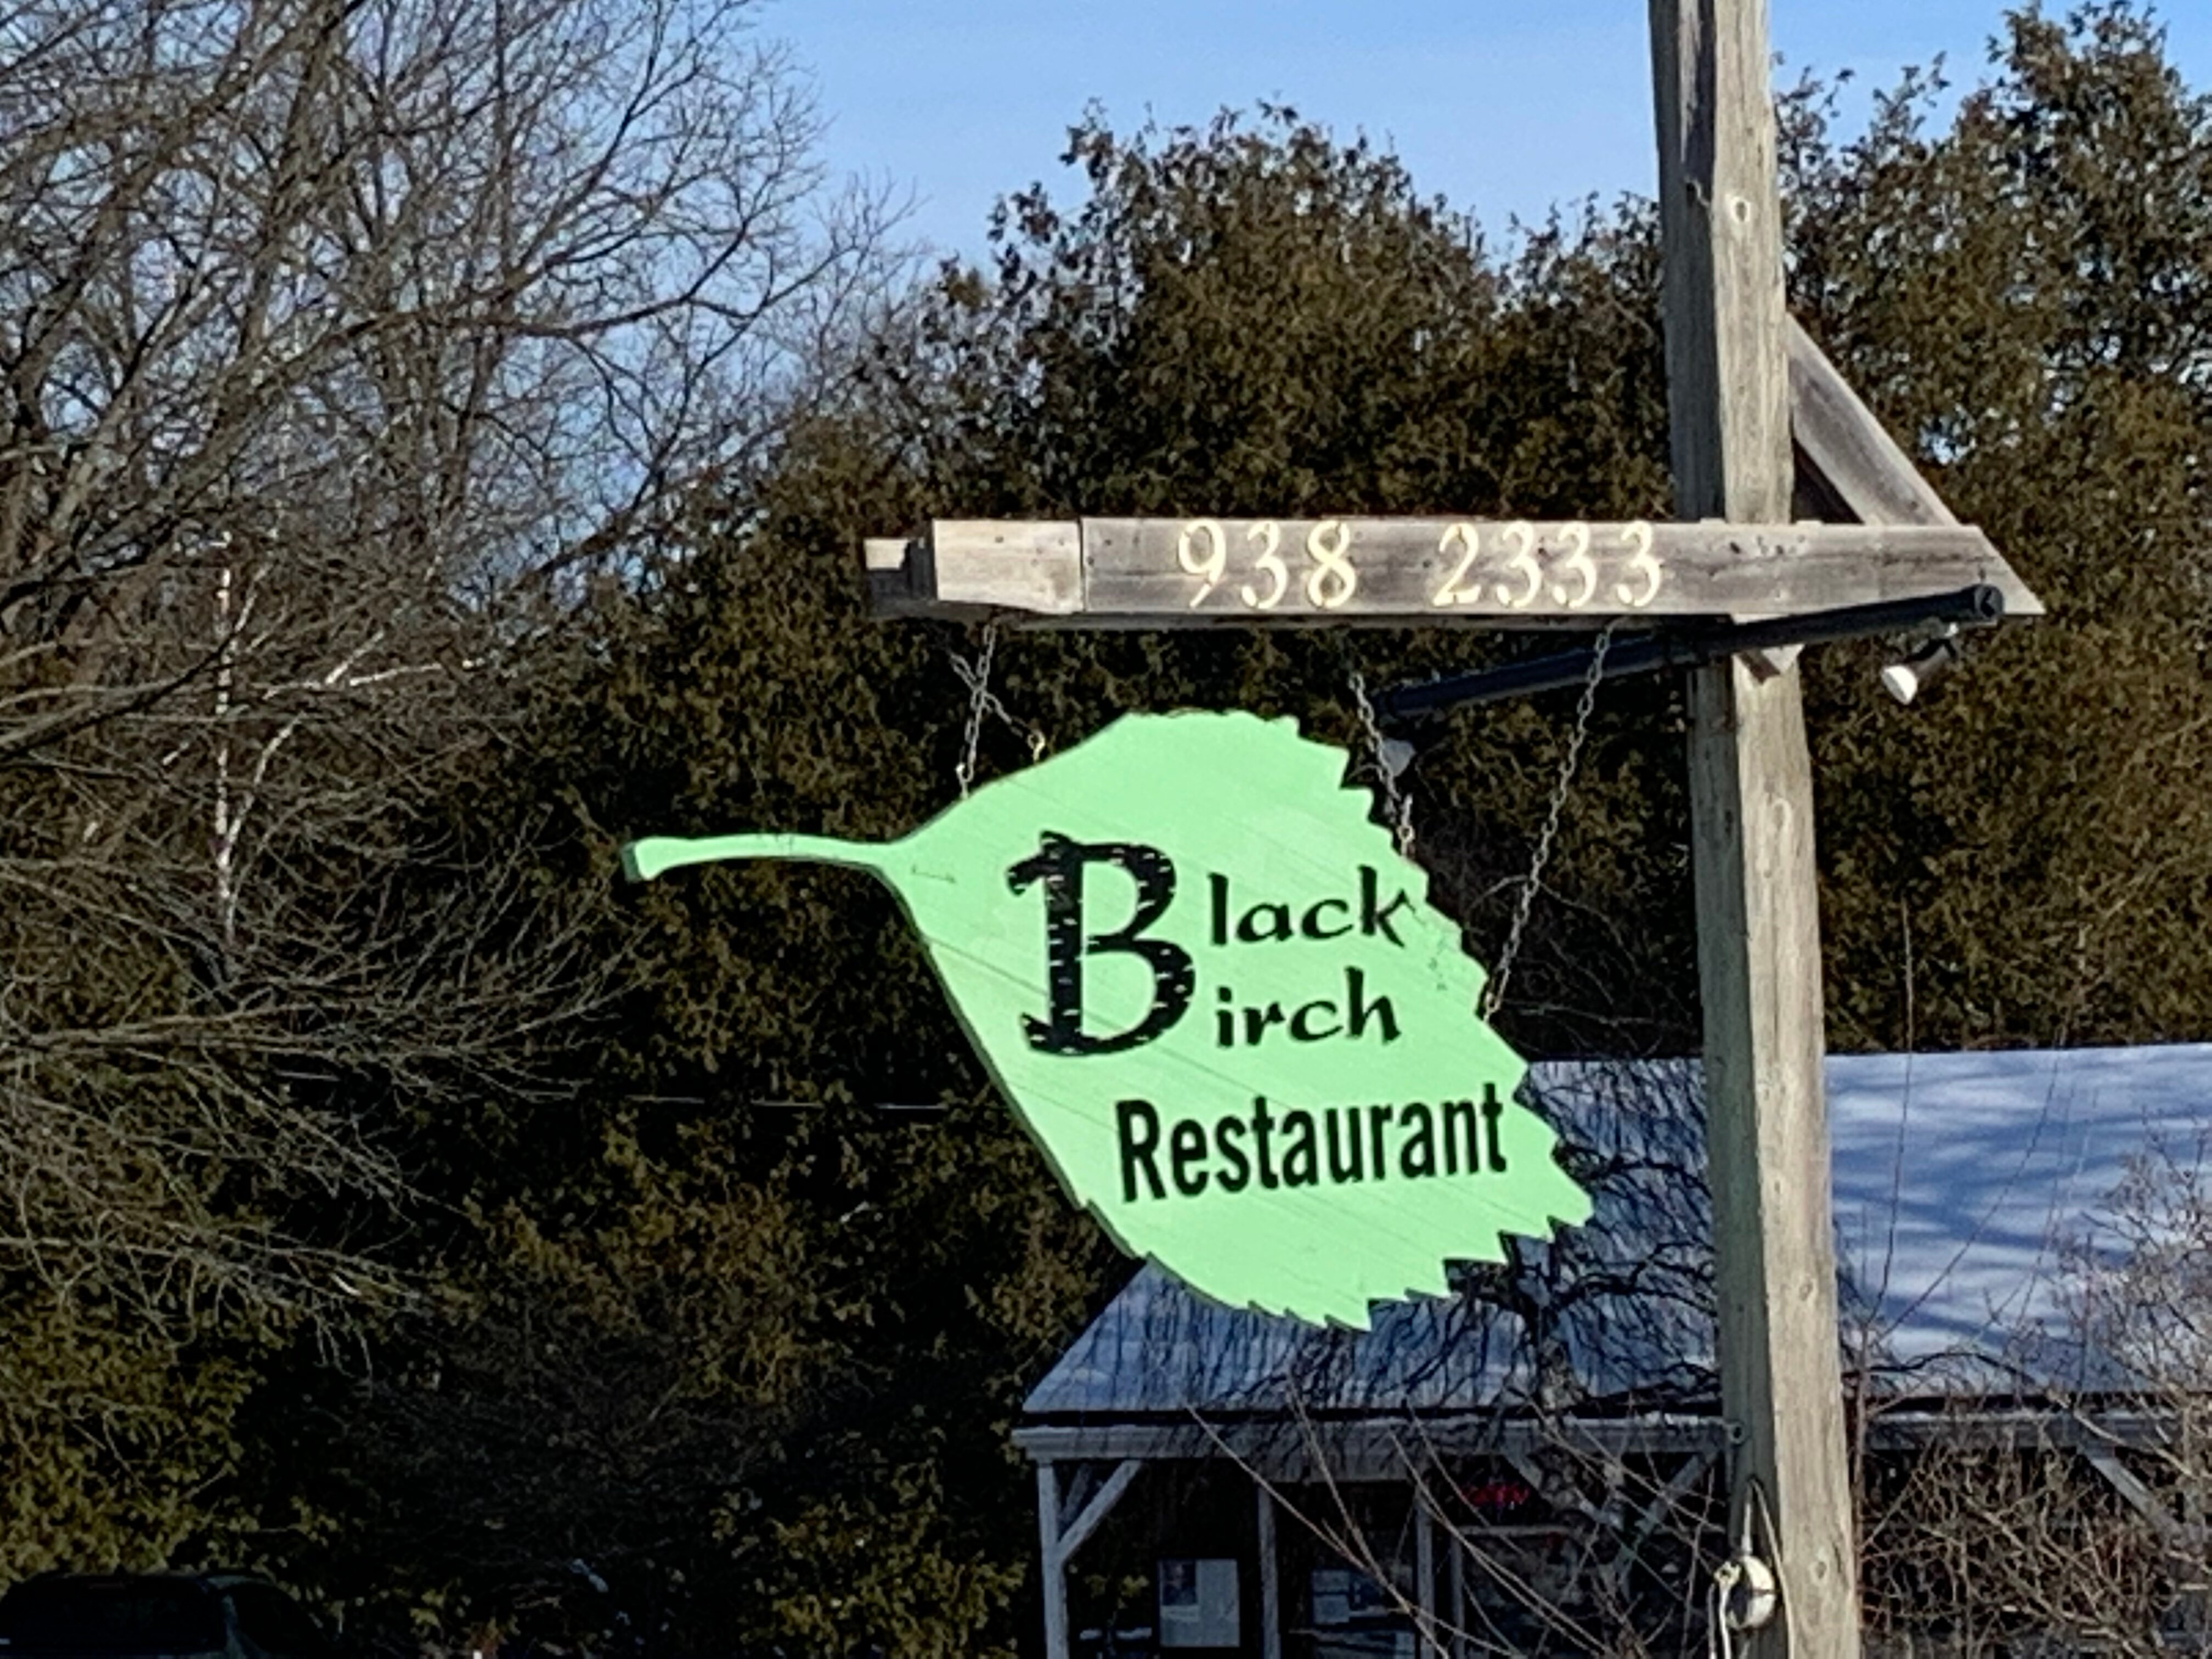 938 2333
Black
Birch
Restaurant